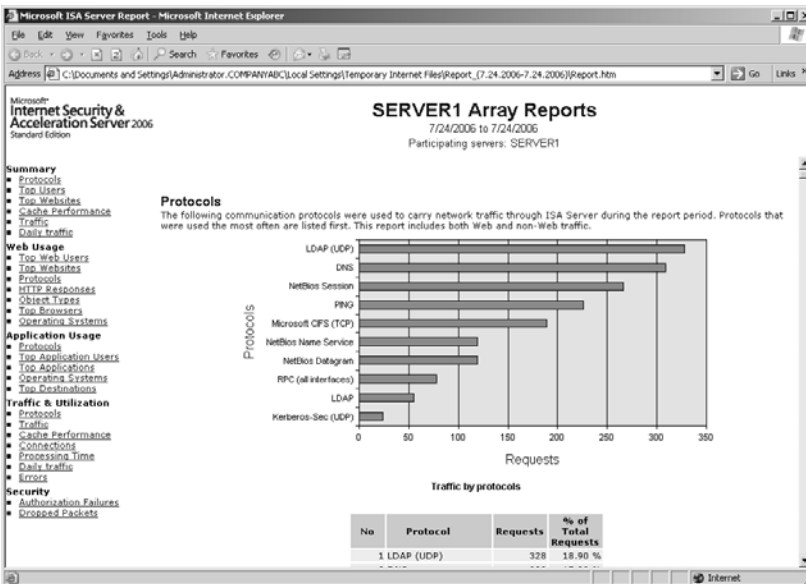 Microsoft ISA Server Report - Microsoft Internet Explorer
File Edit View Favorites Tools Help
Back Search Favorites
Address C:\Documents and Settings\Administrator.COMPANYABC\Local Settings\Temporary Internet Files\Report_(7.24.2006-7.24.2006)\Report.htm Go Links »
Microsoft®
Internet Security &
Acceleration Server 2006
Standard Edition
Summary
Protocols
Top Users
Top Websites
Cache Performance
Traffic
Daily traffic
Web Usage
Top Web Users
Top Websites
Protocols
HTTP Responses
Object Types
Top Browsers
Operating Systems
Application Usage
Protocols
Top Application Users
Top Applications
Operating Systems
Top Destinations
Traffic & Utilization
Protocols
Traffic
Cache Performance
Connections
Processing Time
Daily traffic
Errors
Security
Authorization Failures
Dropped Packets
SERVER1 Array Reports
7/24/2006 to 7/24/2006
Participating servers: SERVER1
Protocols
The following communication protocols were used to carry network traffic through ISA Server during the report period. Protocols that
were used the most often are listed first. This report includes both Web and non-Web traffic.
Protocols
LDAP (UDP)
DNS
NetBios Session
PING
Microsoft CIFS (TCP)
NetBios Name Service
NetBios Datagram
RPC (all interfaces)
LDAP
Kerberos-Sec (UDP)
0 50 100 150 200 250 300 350
Requests
Traffic by protocols
No Protocol Requests % of Total Requests
1 LDAP (UDP) 328 18.90 %
Internet